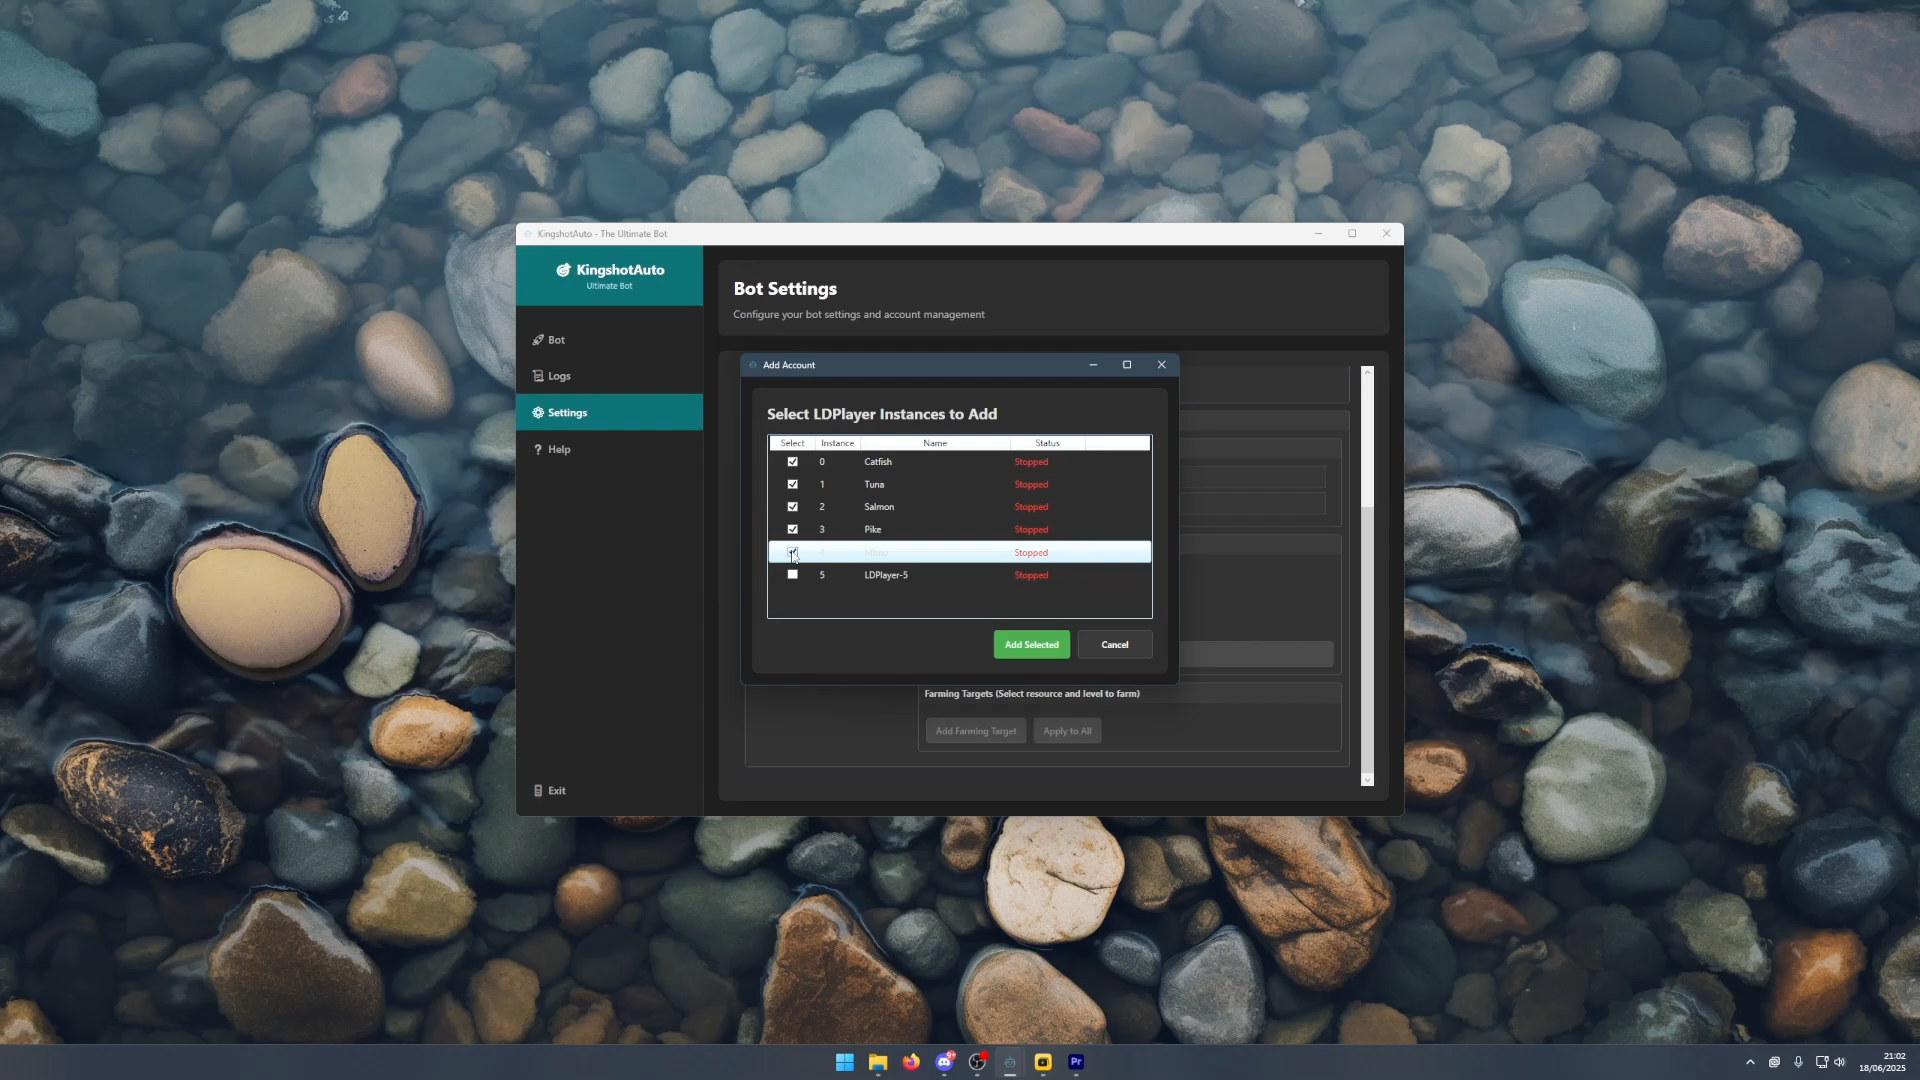 KingshotAuto - The Ultimate Bot
KingshotAuto
Ultimate Bot
Bot
Logs
Settings
Help
Exit
Bot Settings
Configure your bot settings and account management
Add Account
Select LDPlayer Instances to Add
Select Instance Name Status
0 Catfish Stopped
1 Tuna Stopped
2 Salmon Stopped
3 Pike Stopped
4 Stopped
5 LDPlayer-5 Stopped
Add Selected Cancel
Farming Targets (Select resource and level to farm)
Add Farming Target Apply to All
9+
Pr
21:02
18/06/2025